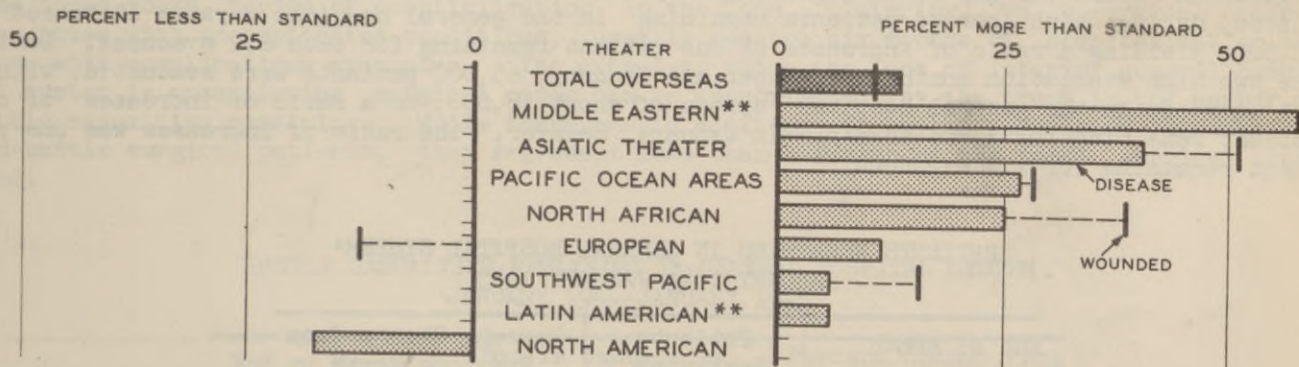 PERCENT LESS THAN STANDARD
PERCENT MORE THAN STANDARD
50 25 0 THEATER 0 25 50
TOTAL OVERSEAS
MIDDLE EASTERN**
ASIATIC THEATER
PACIFIC OCEAN AREAS
DISEASE
NORTH AFRICAN
EUROPEAN
WOUNDED
SOUTHWEST PACIFIC
LATIN AMERICAN**
NORTH AMERICAN